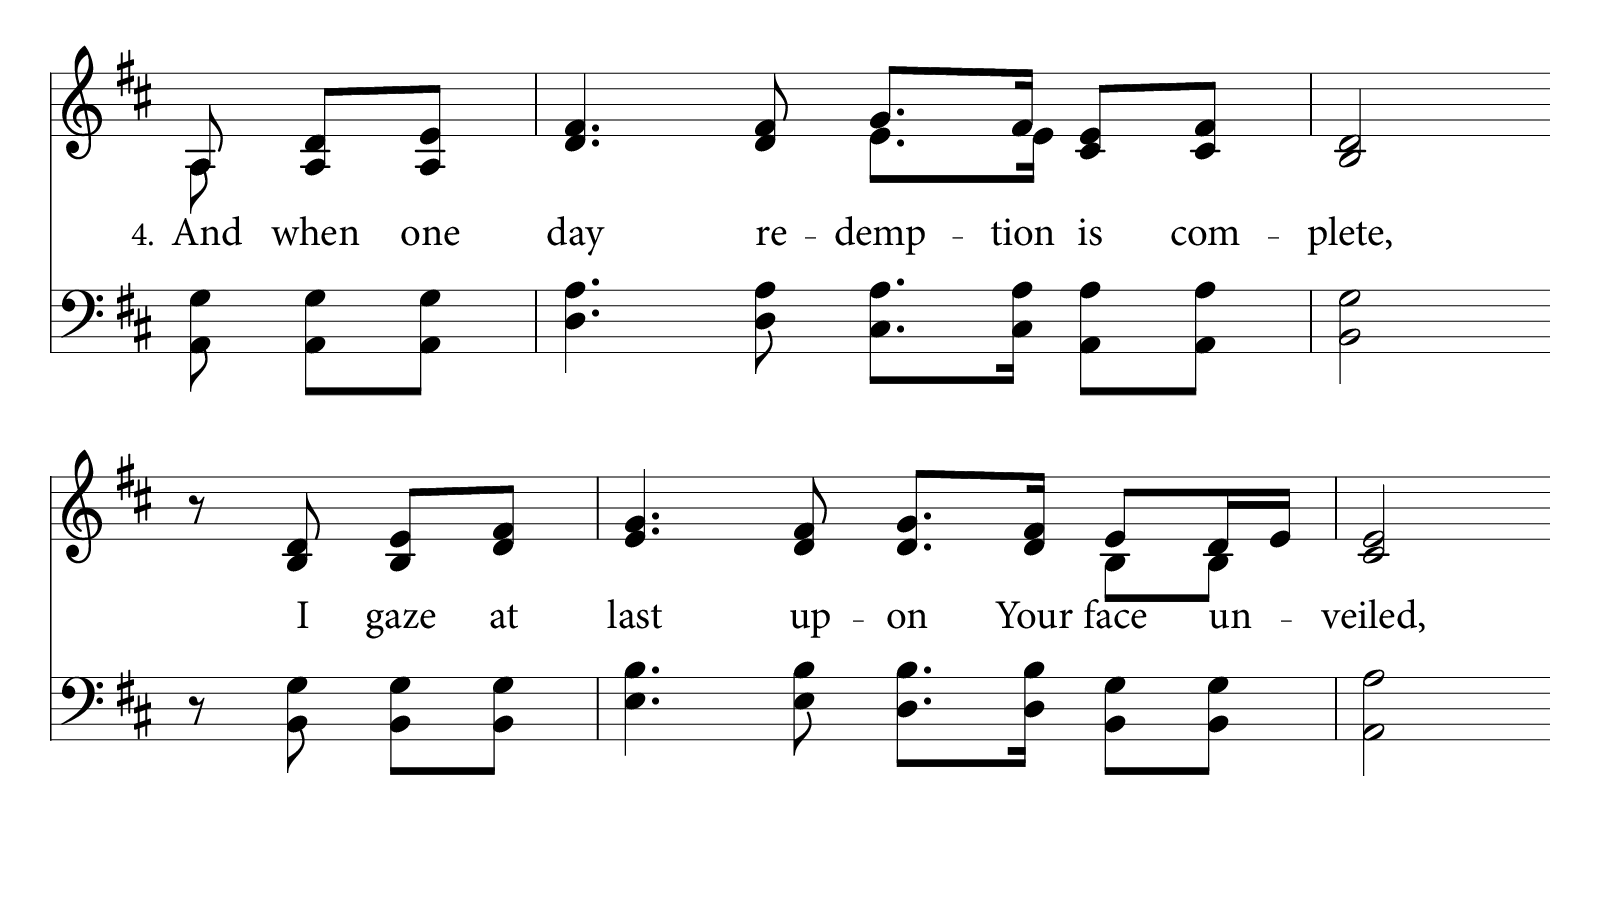 4. And when one day re - demp - tion is com - plete,
I gaze at last up - on Your face un - veiled,